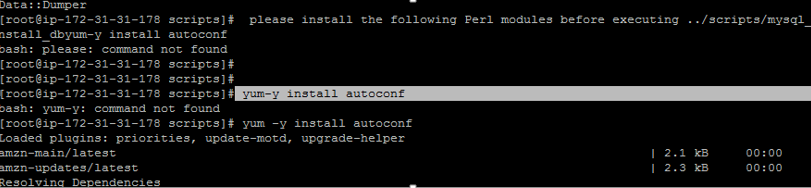 Data::Dumper
[root@ip-172-31-31-178 scripts]#  please install the following Perl modules before executing ../scripts/mysql_
nstall_dbyum-y install autoconf
bash: please: command not found
[root@ip-172-31-31-178 scripts]#
[root@ip-172-31-31-178 scripts]#
[root@ip-172-31-31-178 scripts]# yum-y install autoconf
bash: yum-y: command not found
[root@ip-172-31-31-178 scripts]# yum -y install autoconf
Loaded plugins: priorities, update-motd, upgrade-helper
amzn-main/latest | 2.1 kB 00:00
amzn-updates/latest | 2.3 kB 00:00
Resolving Dependencies